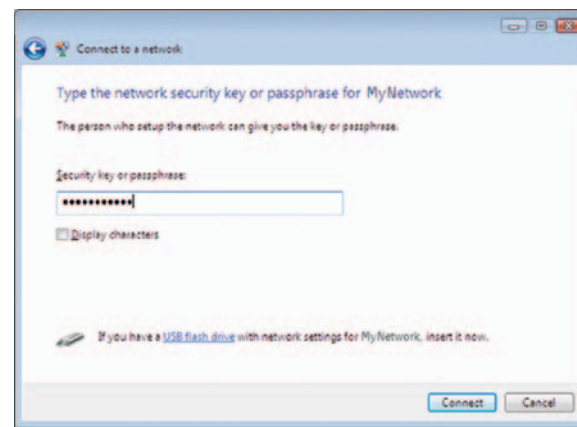 Connect to a network
Type the network security key or passphrase for MyNetwork
The person who setup the network can give you the key or passphrase.
Security key or passphrase:
•••••••••••
Display characters
If you have a USB flash drive with network settings for MyNetwork, insert it now.
Connect Cancel